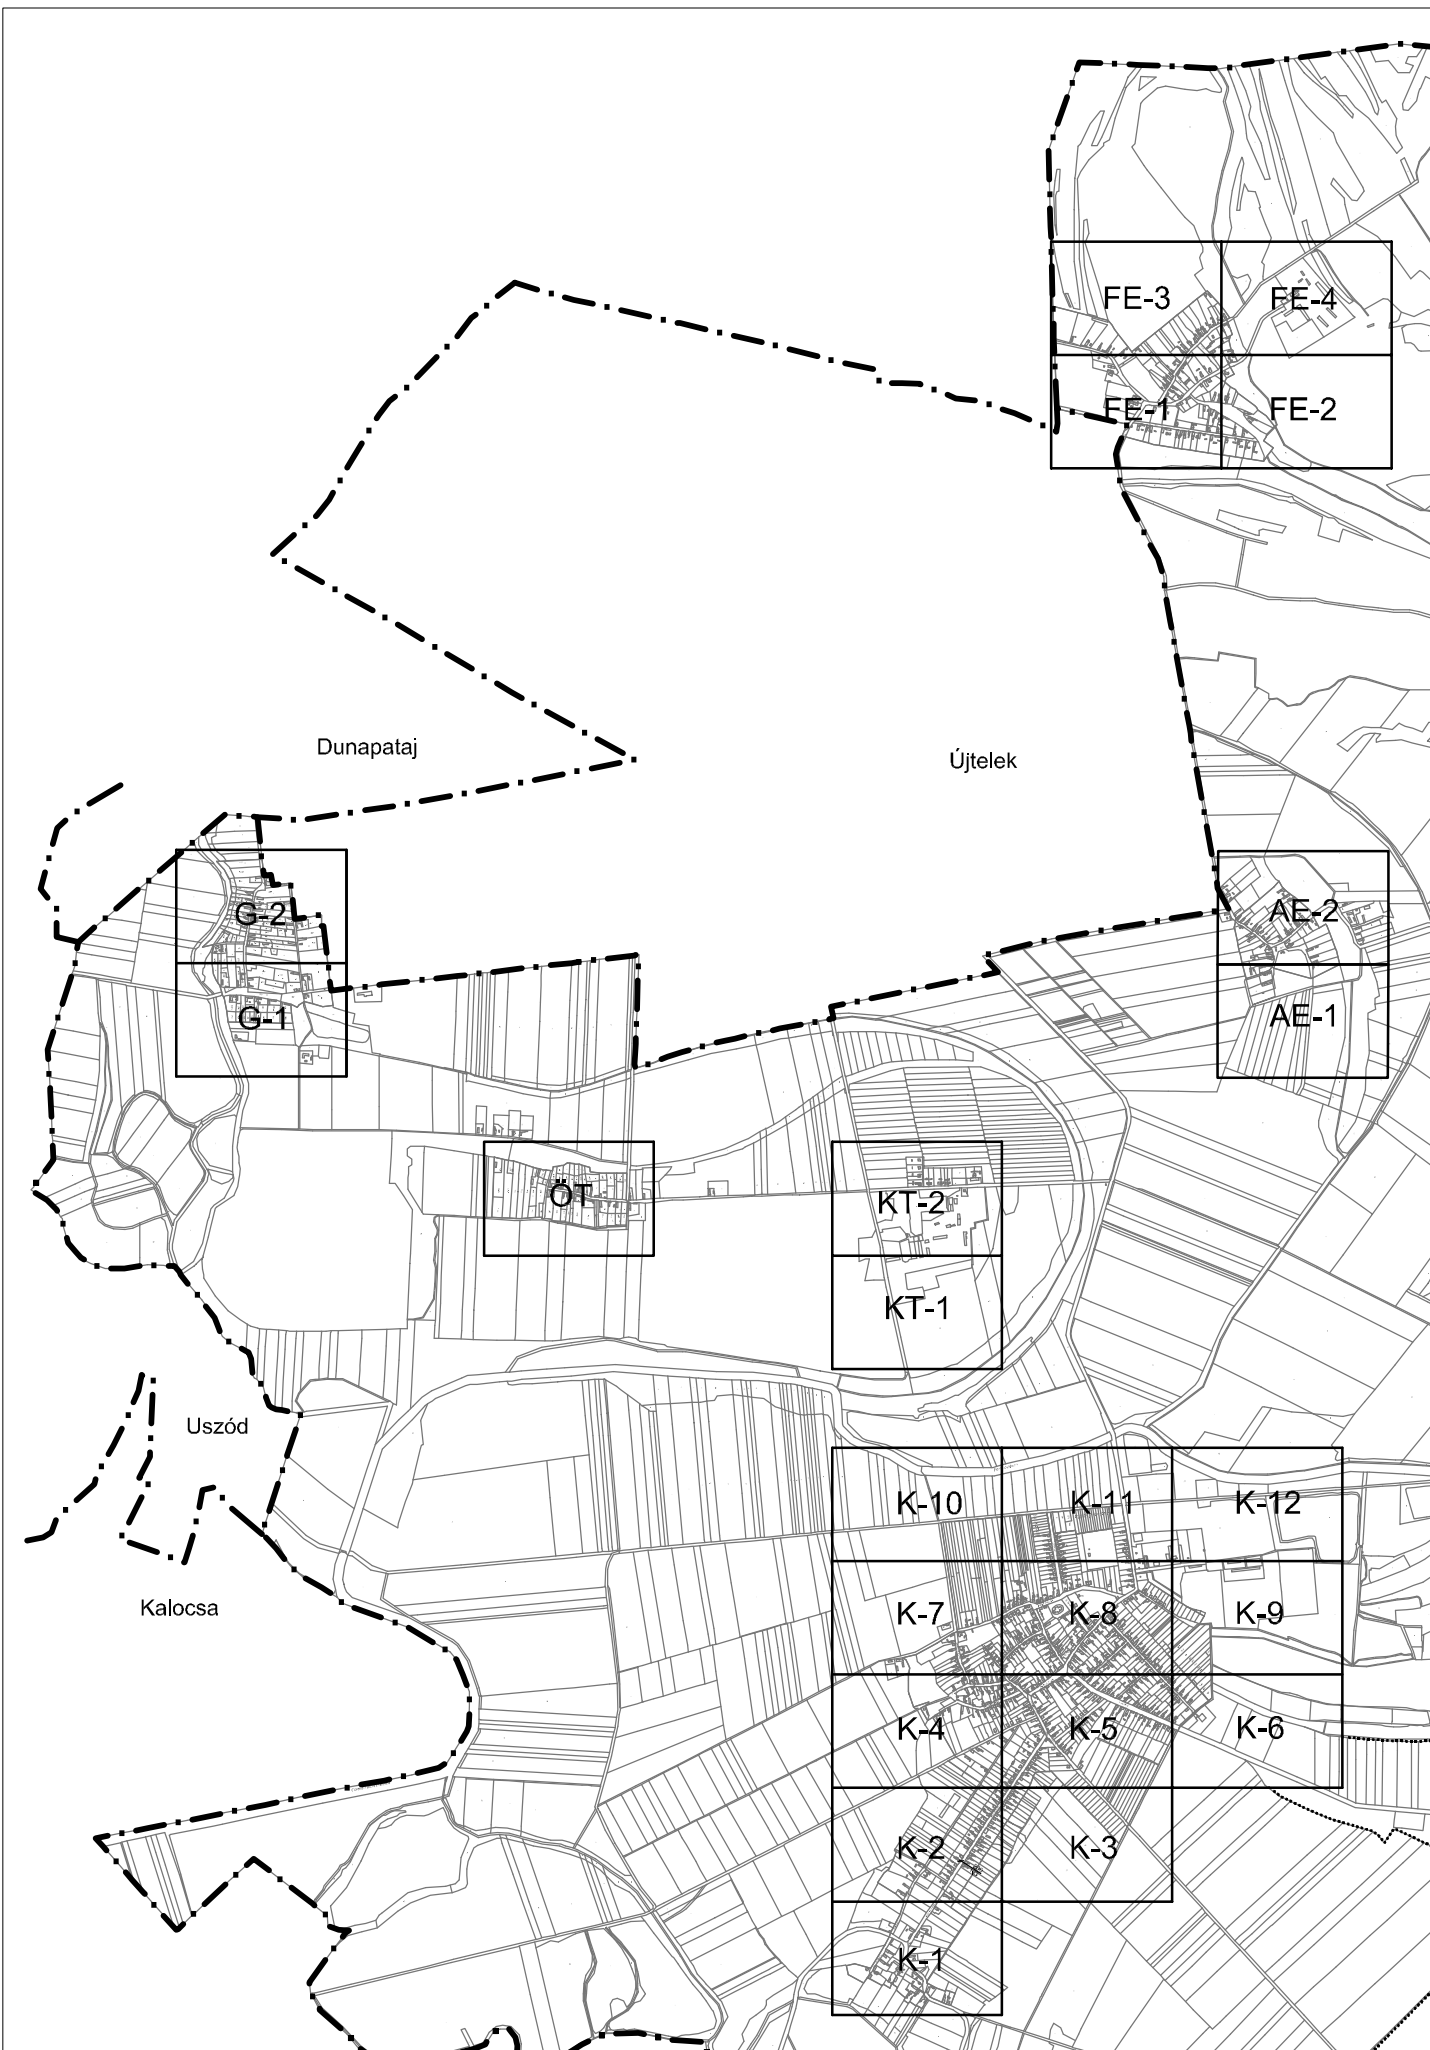 FE-3
FE-4
FE-1
FE-2
Dunapataj
Újtelek
G-2
AE-2
G-1
AE-1
ÖT
KT-2
KT-1
Uszód
K-10
K-11
K-12
Kalocsa
K-7
K-8
K-9
K-4
K-5
K-6
K-2
K-3
K-1